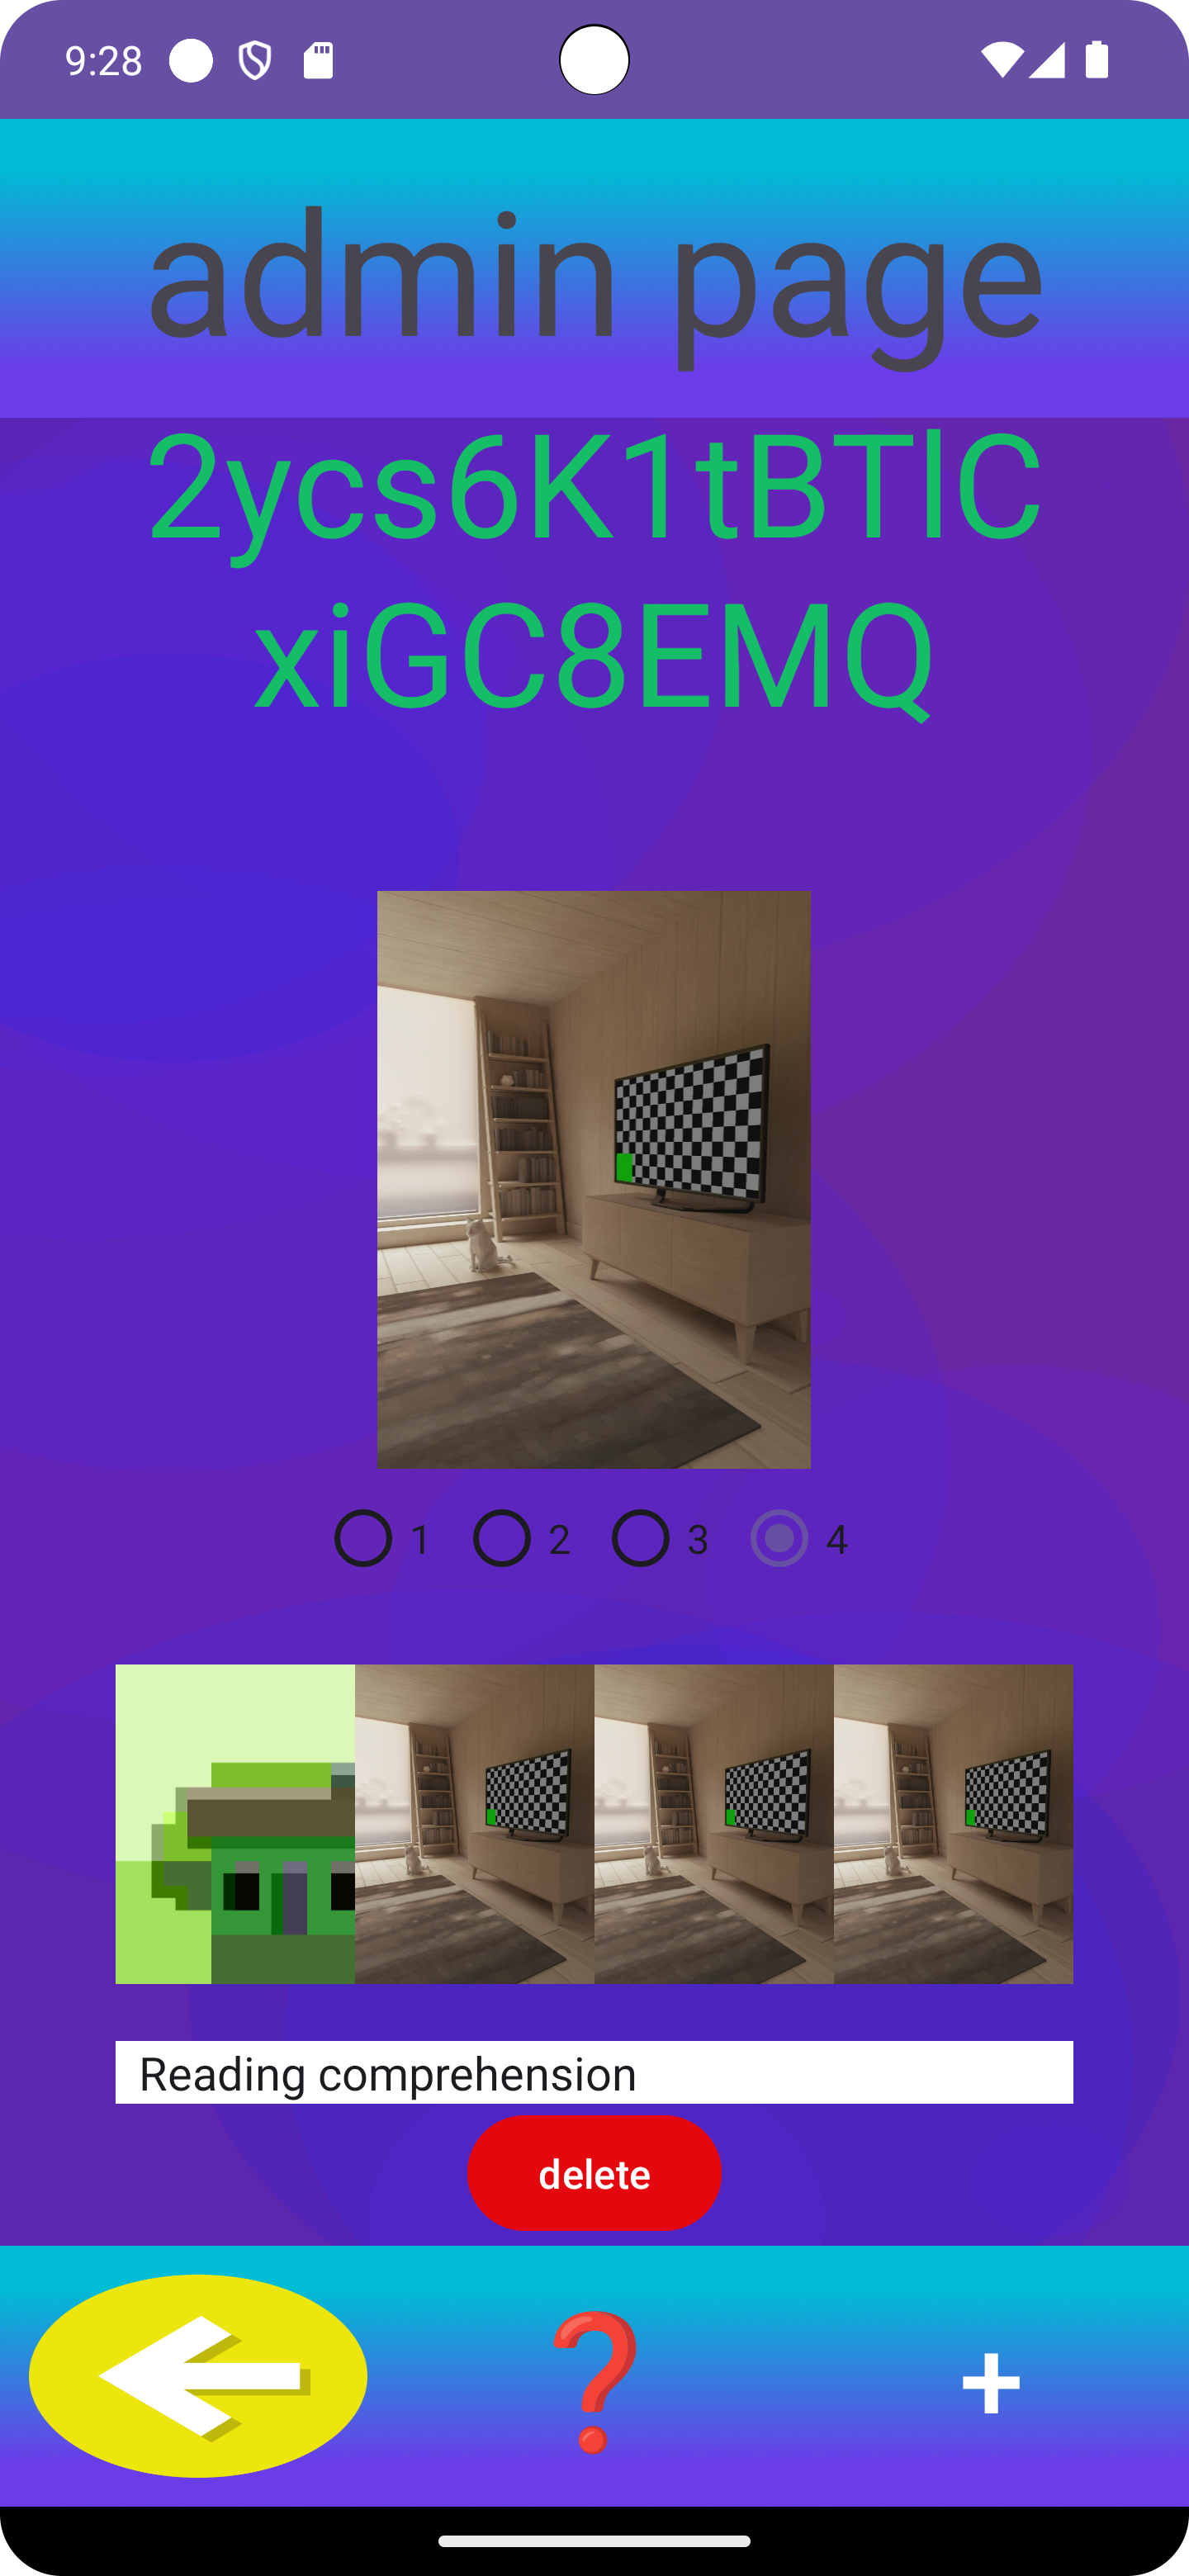 9:28
admin page
2ycs6K1tBTlC
xiGC8EMQ
1 2 3 4
Reading comprehension
delete
❓ +